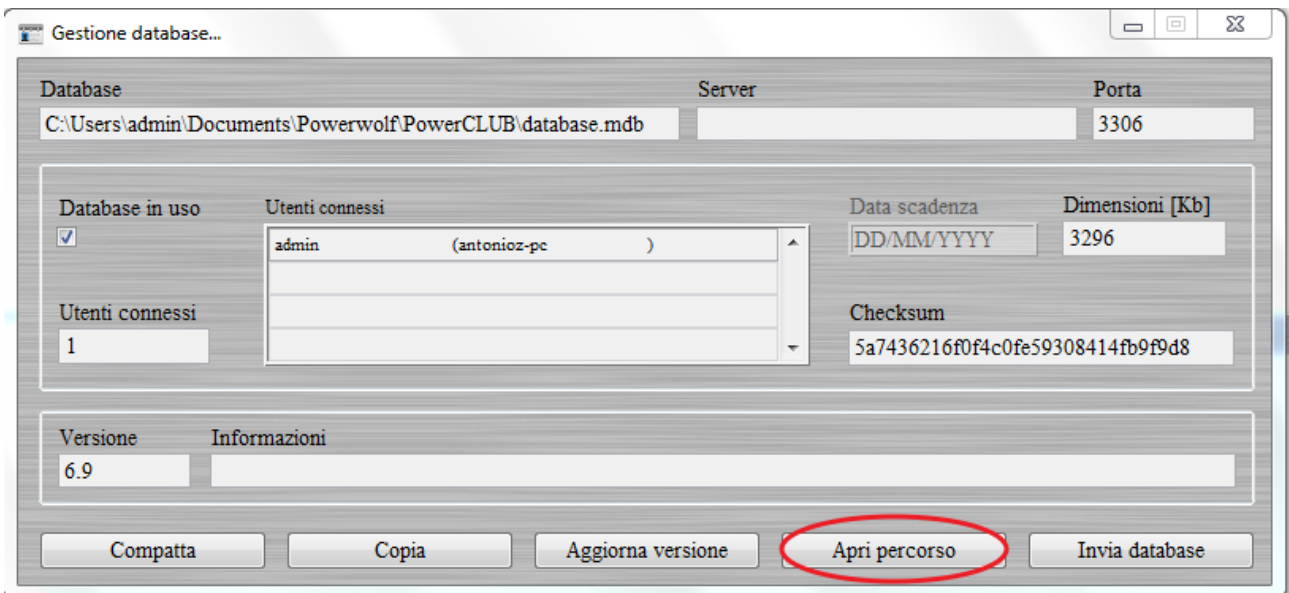 Gestione database...
Database Server Porta
C:\Users\admin\Documents\Powerwolf\PowerCLUB\database.mdb 3306
Database in uso Utenti connessi Data scadenza Dimensioni [Kb]
admin (antonioz-pc ) DD/MM/YYYY 3296
Utenti connessi Checksum
1 5a7436216f0f4c0fe59308414fb9f9d8
Versione Informazioni
6.9
Compatta Copia Aggiorna versione Apri percorso Invia database